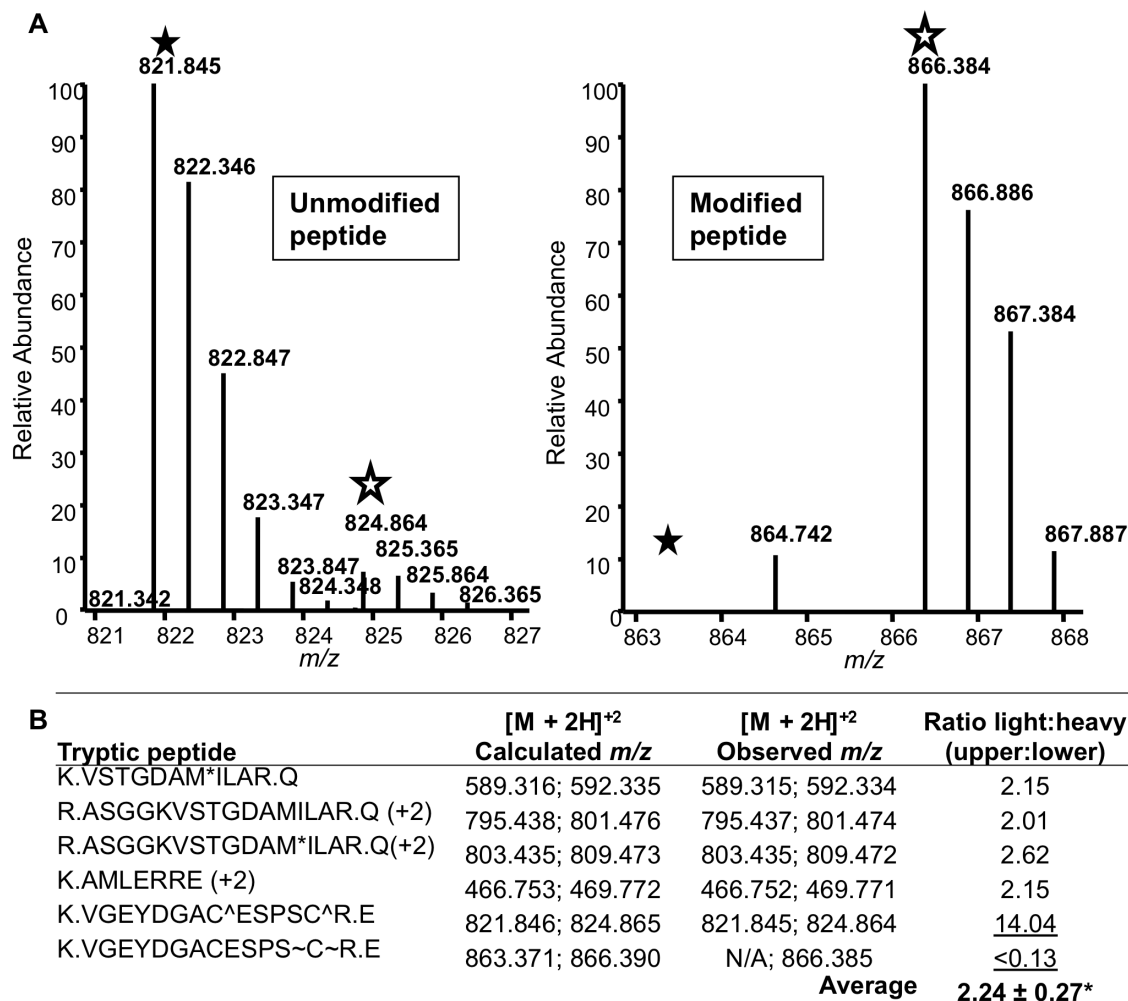 A
821.845
100
822.346
90
80
Unmodified
peptide
70
60
50
822.847
40
30
20
823.347
824.864
825.365
10
823.847
825.864
824.348
826.365
821.342
0
821 822 823 824 825 826 827
m/z
Relative Abundance
866.384
100
90
80
866.886
Modified
peptide
70
60
867.384
50
40
30
20
864.742
867.887
10
0
863 864 865 866 867 868
m/z
Relative Abundance
B
[M + 2H]+2 [M + 2H]+2 Ratio light:heavy
Tryptic peptide Calculated m/z Observed m/z (upper:lower)
K.VSTGDAM*ILAR.Q 589.316; 592.335 589.315; 592.334 2.15
R.ASGGKVSTGDAMILAR.Q (+2) 795.438; 801.476 795.437; 801.474 2.01
R.ASGGKVSTGDAM*ILAR.Q(+2) 803.435; 809.473 803.435; 809.472 2.62
K.AMLERRE (+2) 466.753; 469.772 466.752; 469.771 2.15
K.VGEYDGAC^ESPSC^R.E 821.846; 824.865 821.845; 824.864 14.04
K.VGEYDGACESPS~C~R.E 863.371; 866.390 N/A; 866.385 <0.13
Average 2.24 ± 0.27*